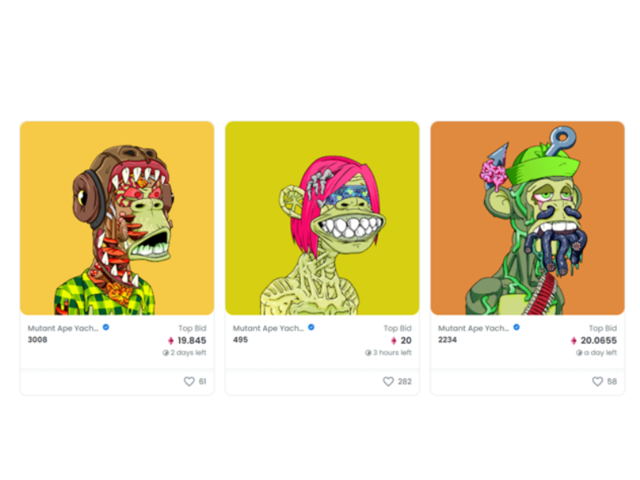 Mutant Ape Yach... Top Bid
3008 19.845
2 days left
61
Mutant Ape Yach... Top Bid
495 20
3 hours left
282
Mutant Ape Yach... Top Bid
2234 20.0655
a day left
58